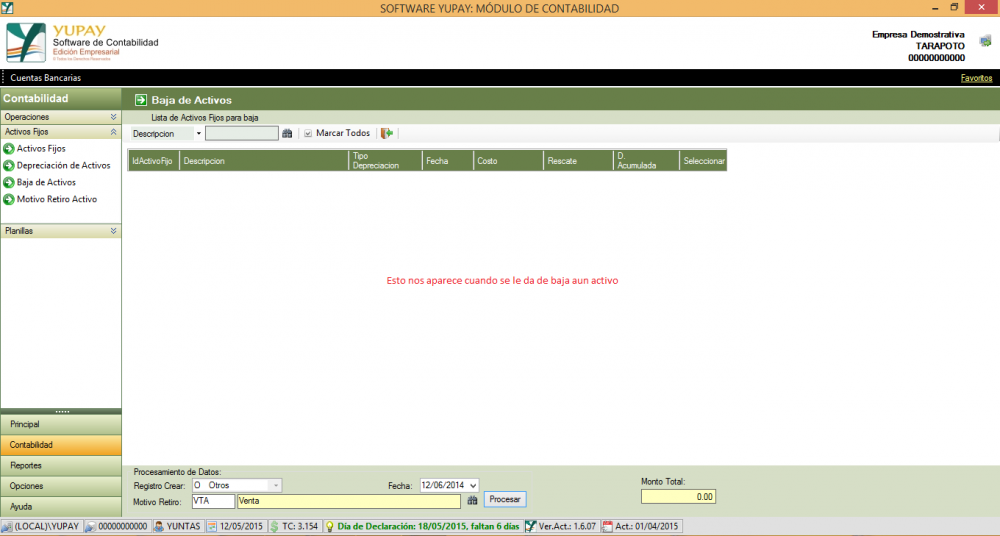 SOFTWARE YUPAY: MÓDULO DE CONTABILIDAD
YUPAY
Software de Contabilidad
Edición Empresarial
© Todos los Derechos Reservados
Empresa Demostrativa
TARAPOTO
00000000000
Cuentas Bancarias
Favoritos
Contabilidad
Operaciones
Activos Fijos
Activos Fijos
Depreciación de Activos
Baja de Activos
Motivo Retiro Activo
Planillas
Baja de Activos
Lista de Activos Fijos para baja
Descripcion
Marcar Todos
IdActivoFijo Descripcion Tipo Depreciacion Fecha Costo Rescate D. Acumulada Seleccionar
Esto nos aparece cuando se le da de baja aun activo
Principal
Contabilidad
Reportes
Opciones
Ayuda
Procesamiento de Datos:
Registro Crear: O Otros Fecha: 12/06/2014
Motivo Retiro: VTA Venta Procesar
Monto Total:
0.00
(LOCAL)\YUPAY 00000000000 YUNTAS 12/05/2015 TC: 3.154 Día de Declaración: 18/05/2015, faltan 6 días Ver.Act.: 1.6.07 Act.: 01/04/2015